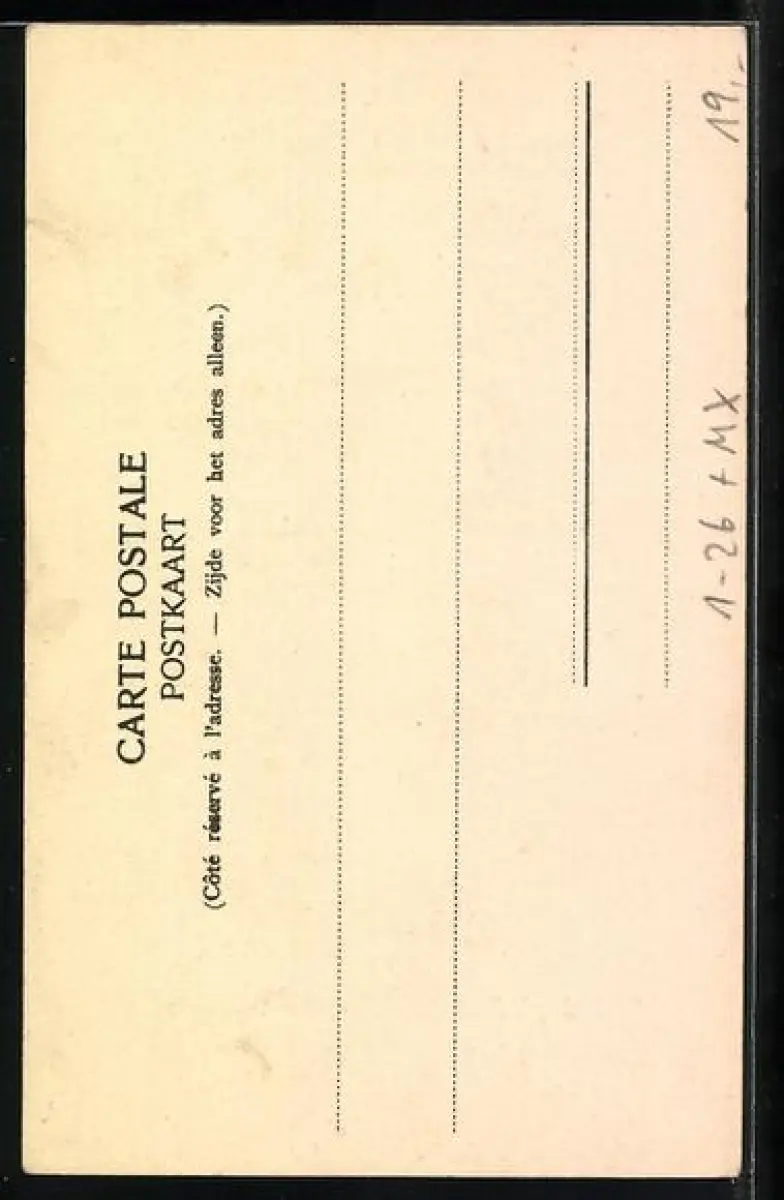 CARTE POSTALE
POSTKAART
(Côté réservé à l'adresse. — Zijde voor het adres alleen.)
1-26 + MX
19,-